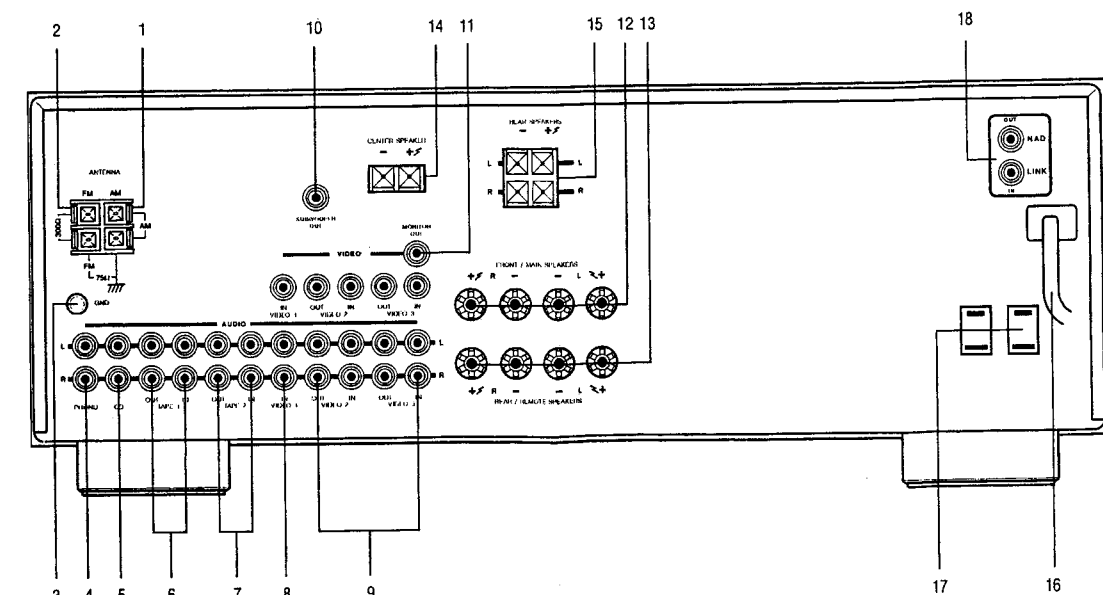 2 1 10 14 11 15 12 13 18
REAR SPEAKERS
− +
CENTER SPEAKER
− +
L L
R R
OUT
NAD
LINK
IN
ANTENNA
FM AM
300Ω AM
FM
75Ω
SUBWOOFER
OUT
MONITOR
OUT
VIDEO
GND
IN OUT IN OUT IN
VIDEO 1 VIDEO 2 VIDEO 3
FRONT / MAIN SPEAKERS
+ R − − L +
AUDIO
L L
R R
OUT IN OUT IN IN OUT IN OUT IN
PHONO CD TAPE 1 TAPE 2 VIDEO 1 VIDEO 2 VIDEO 3
+ R − − L +
REAR / REMOTE SPEAKERS
3 4 5 6 7 8 9 17 16